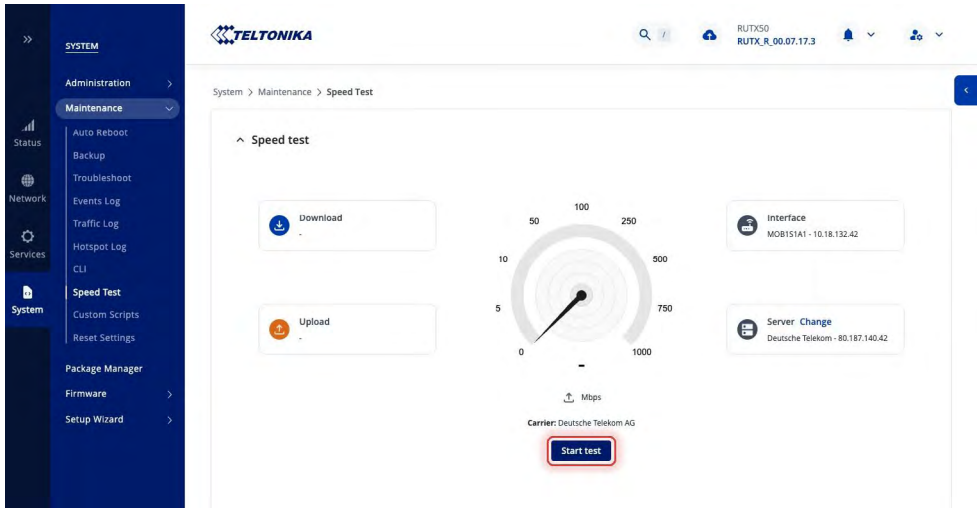 SYSTEM
Administration
Maintenance
Auto Reboot
Backup
Troubleshoot
Events Log
Traffic Log
Hotspot Log
CLI
Speed Test
Custom Scripts
Reset Settings
Package Manager
Firmware
Setup Wizard
Status
Network
Services
System
TELTONIKA
/
RUTX50
RUTX_R_00.07.17.3
System > Maintenance > Speed Test
Speed test
Download
-
Upload
-
0
5
10
50
100
250
500
750
1000
-
Mbps
Carrier: Deutsche Telekom AG
Start test
Interface
MOB1S1A1 - 10.18.132.42
Server Change
Deutsche Telekom - 80.187.140.42